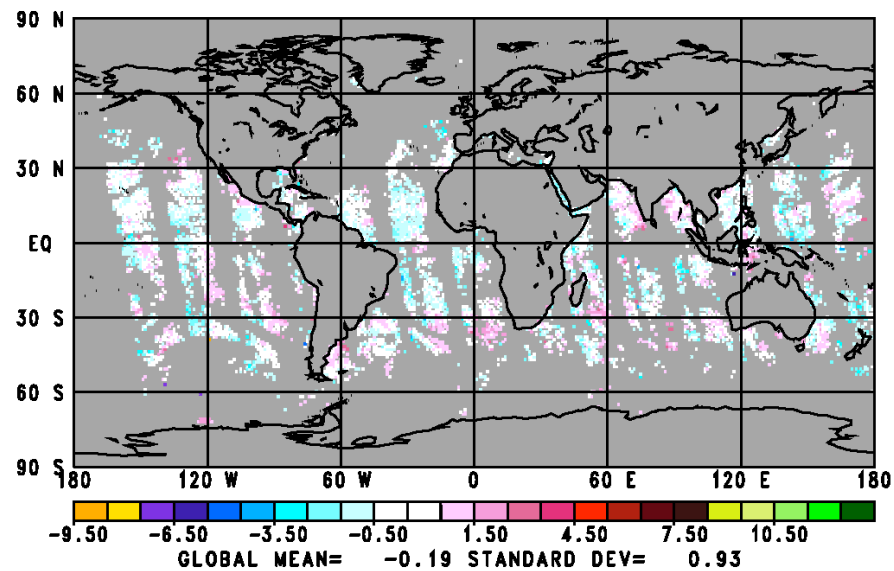 90 N
60 N
30 N
EQ
30 S
60 S
90 S
180 120 W 60 W 0 60 E 120 E 180
-9.50 -6.50 -3.50 -0.50 1.50 4.50 7.50 10.50
GLOBAL MEAN= -0.19 STANDARD DEV= 0.93